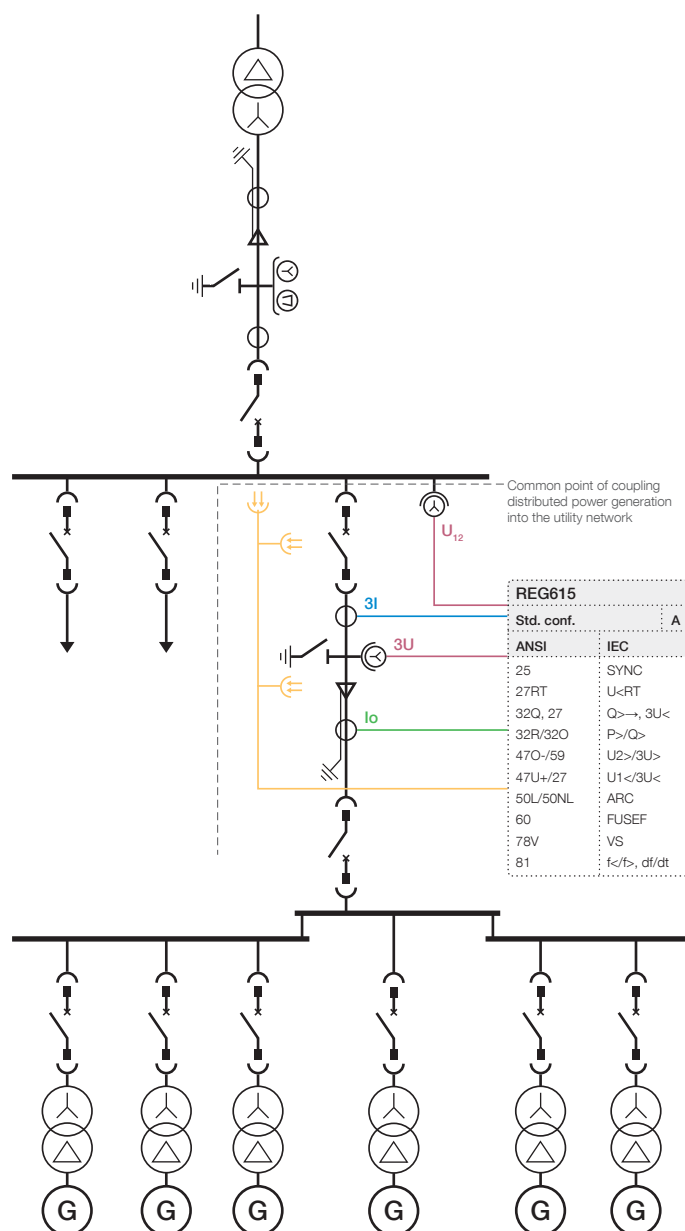 Common point of coupling
distributed power generation
into the utility network
U12
REG615
3I
Std. conf. A
3U
ANSI IEC
25 SYNC
27RT U<RT
32Q, 27 Q>→, 3U<
Io
32R/32O P>/Q>
47O-/59 U2>/3U>
47U+/27 U1</3U<
50L/50NL ARC
60 FUSEF
78V VS
81 f</f>, df/dt
G G G G G G